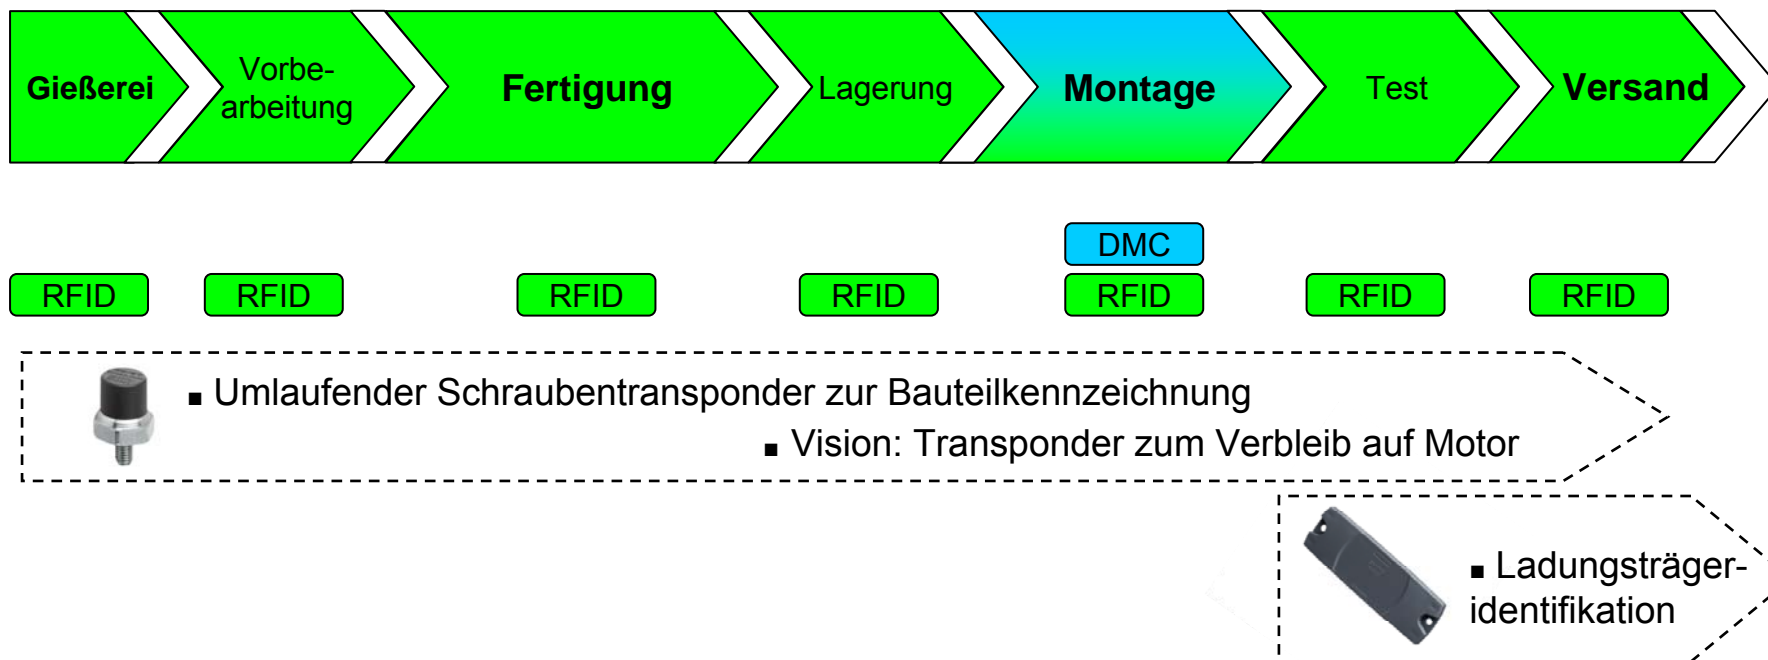 Gießerei
Vorbe-
arbeitung
Fertigung
Lagerung
Montage
Test
Versand
DMC
RFID
RFID
RFID
RFID
RFID
RFID
RFID
▪ Umlaufender Schraubentransponder zur Bauteilkennzeichnung
▪ Vision: Transponder zum Verbleib auf Motor
▪ Ladungsträger-
identifikation